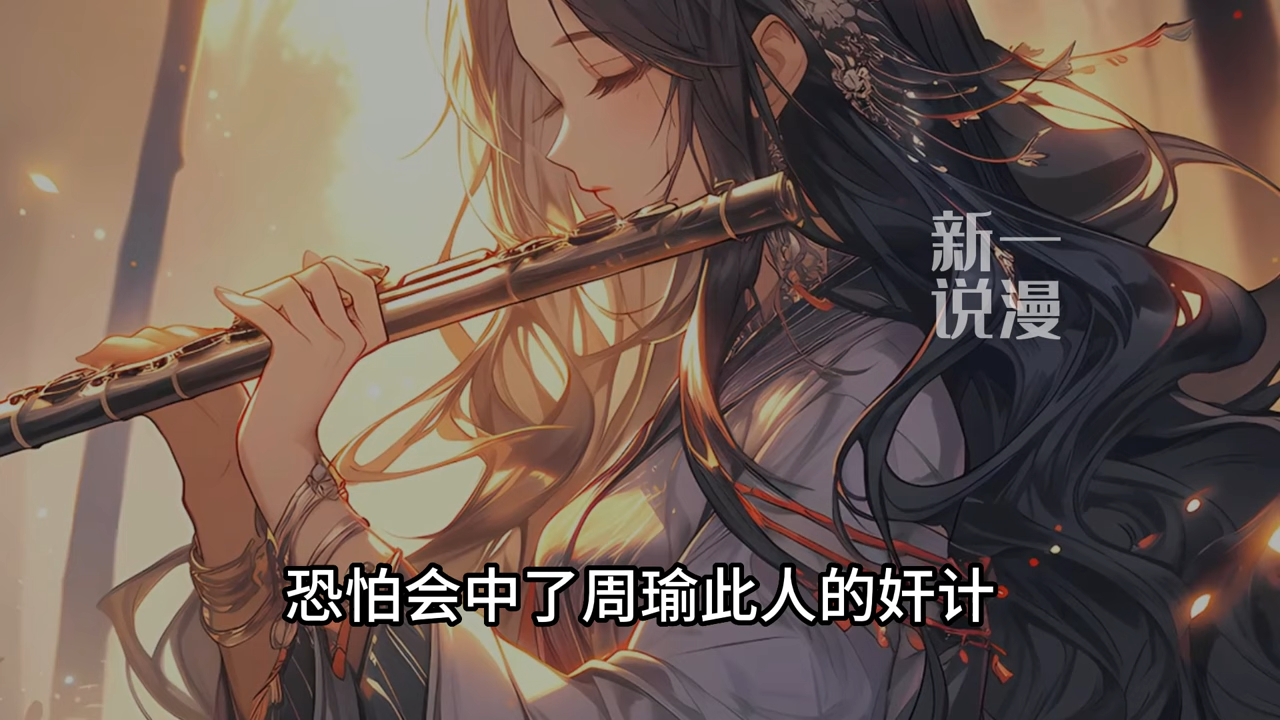 新一
说漫
恐怕会中了周瑜此人的奸计